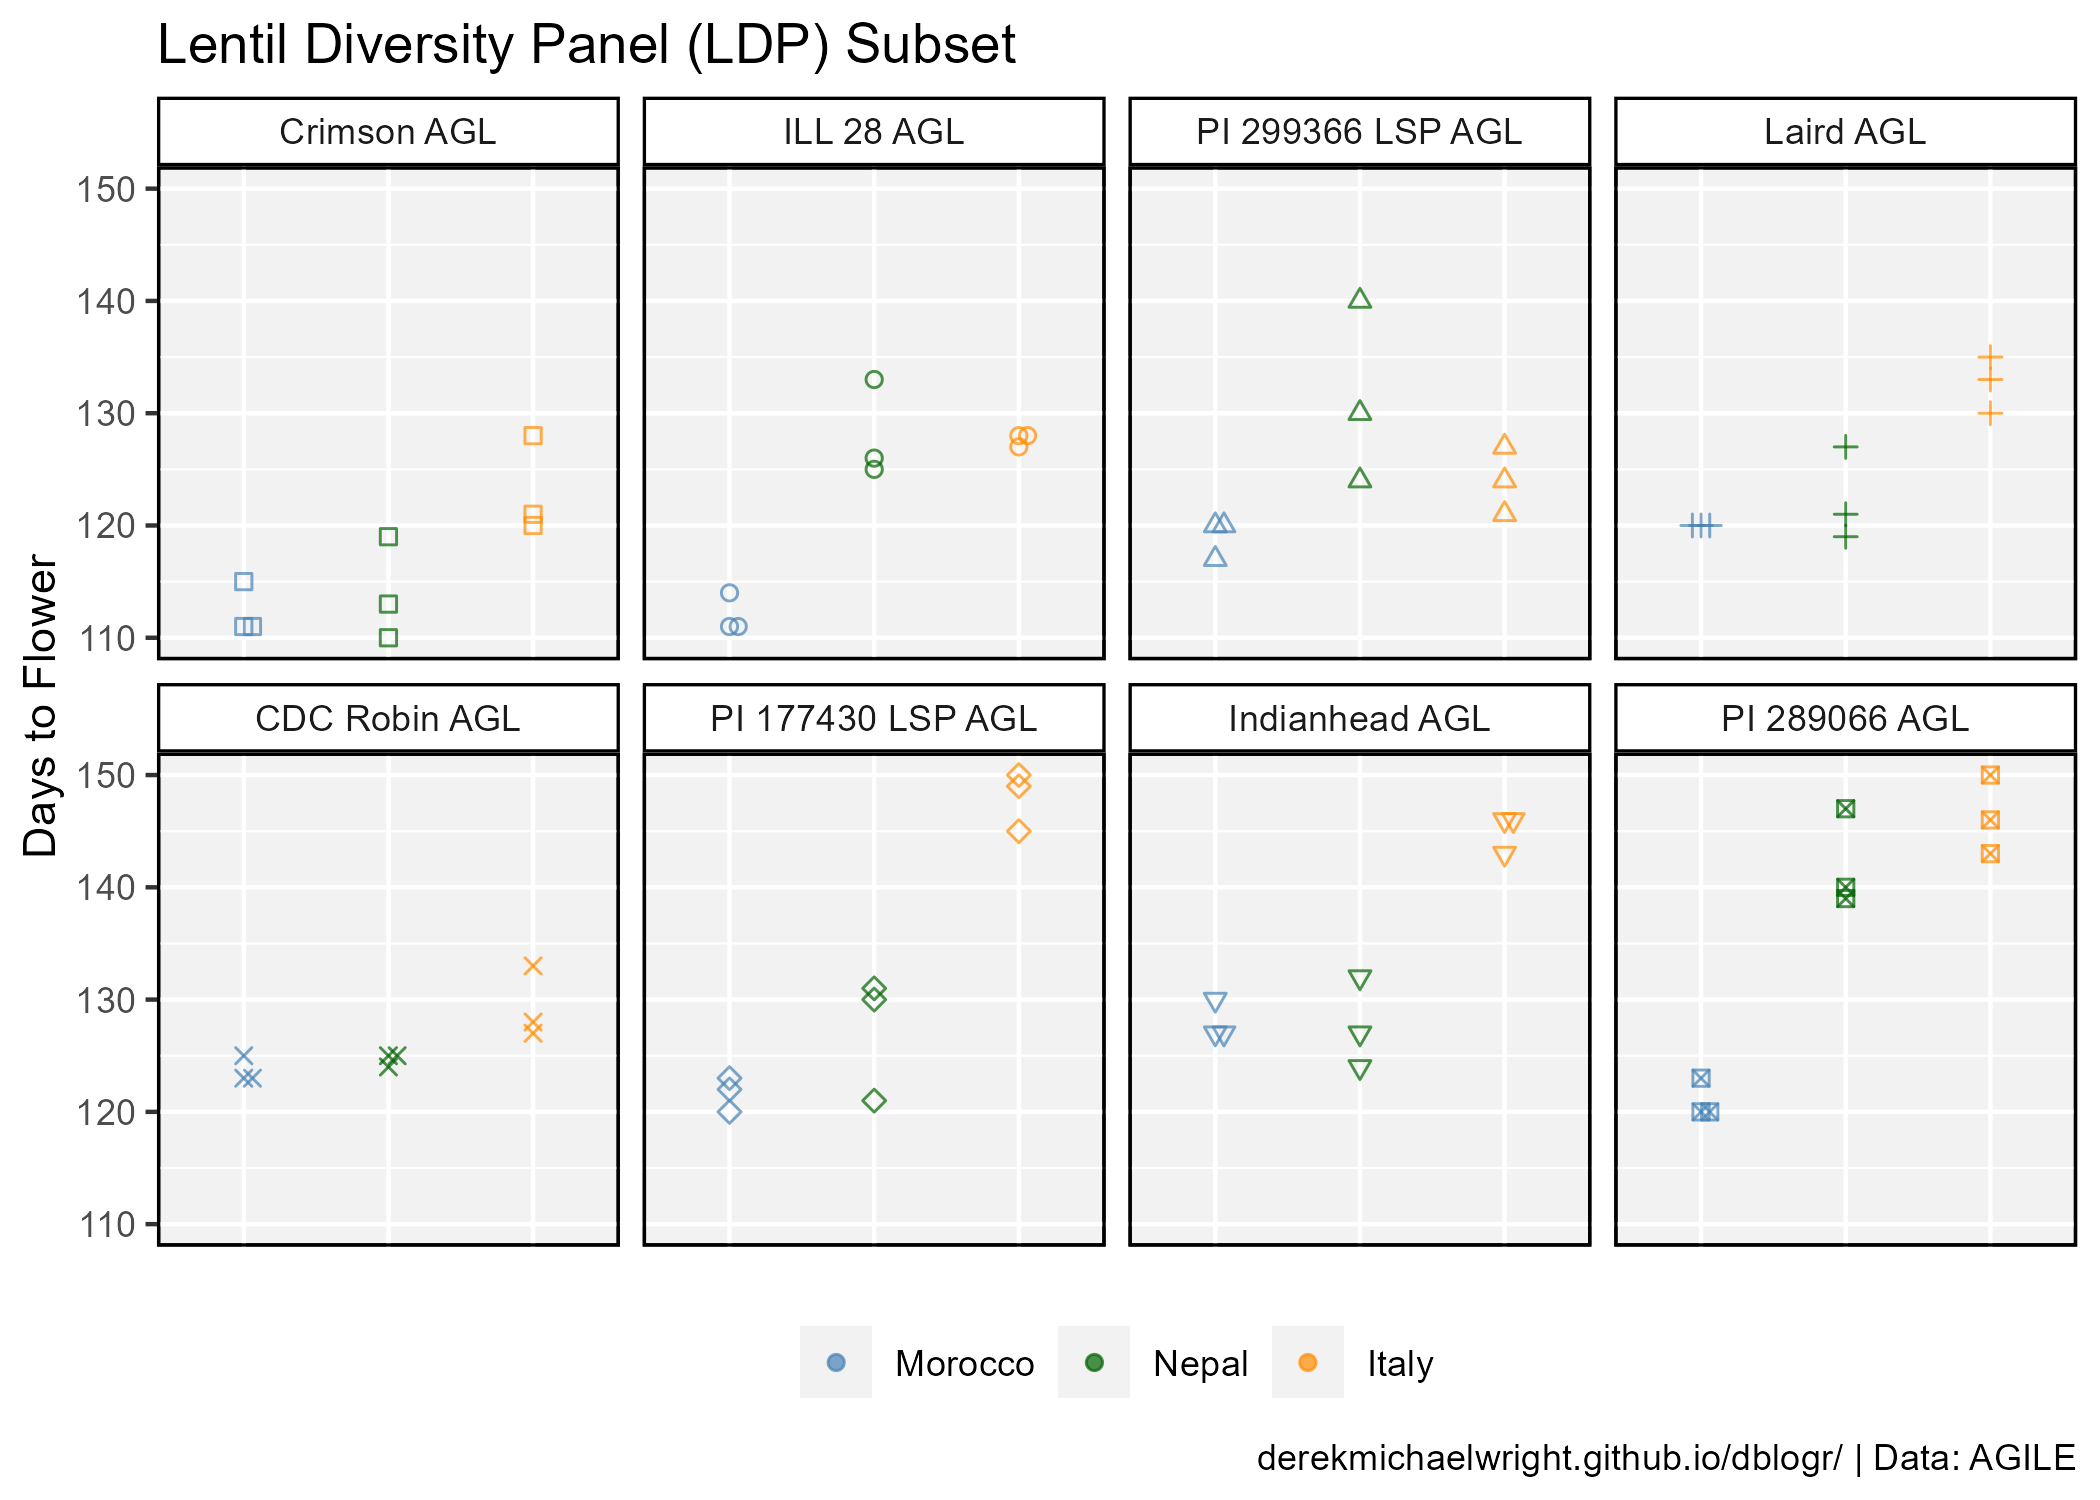 Lentil Diversity Panel (LDP) Subset
Crimson AGL
ILL 28 AGL
PI 299366 LSP AGL
Laird AGL
150
140
130
120
110
CDC Robin AGL
PI 177430 LSP AGL
Indianhead AGL
PI 289066 AGL
150
140
130
120
110
Days to Flower
Morocco Nepal Italy
derekmichaelwright.github.io/dblogr/ | Data: AGILE